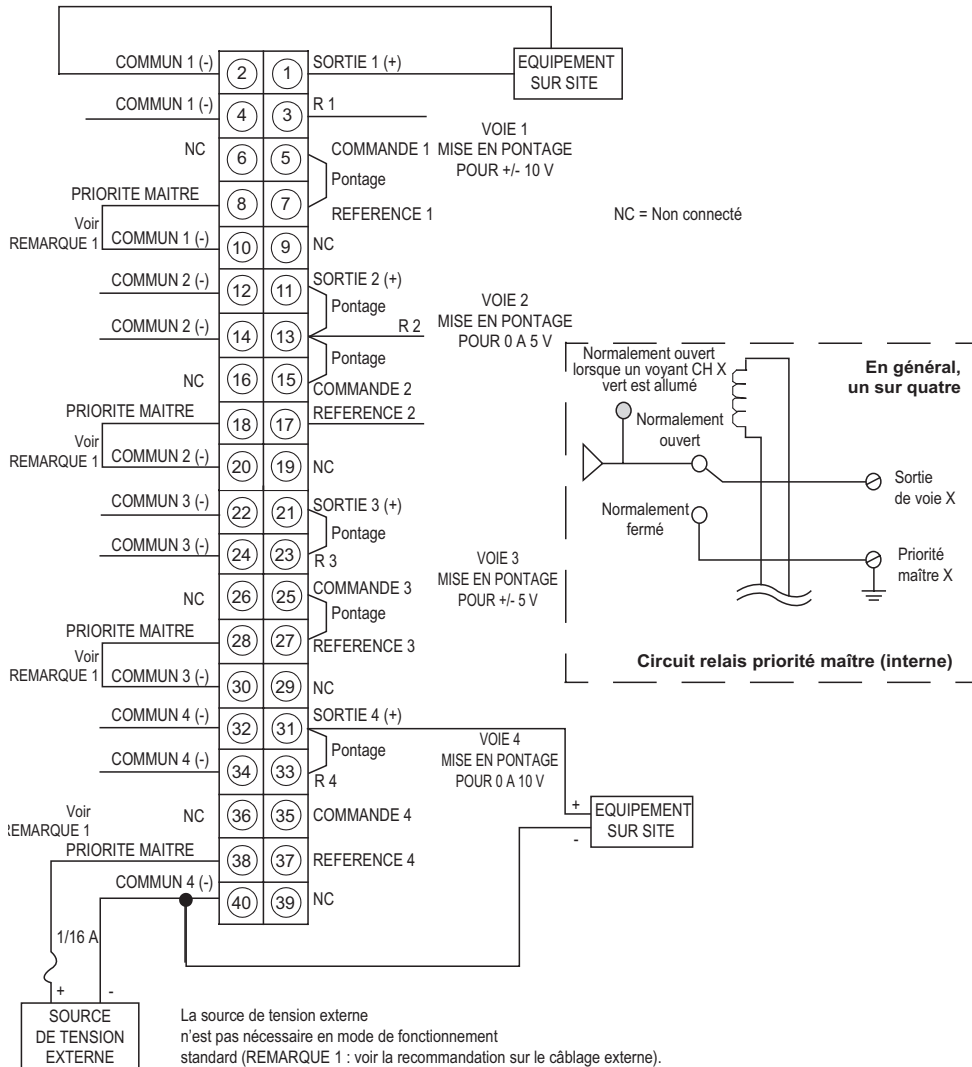 COMMUN 1 (-) 2 1 SORTIE 1 (+)
EQUIPEMENT
SUR SITE
COMMUN 1 (-) 4 3 R 1
VOIE 1
MISE EN PONTAGE
POUR +/- 10 V
NC 6 5 COMMANDE 1
Pontage
PRIORITE MAITRE 8 7 REFERENCE 1
Voir
REMARQUE 1
COMMUN 1 (-) 10 9 NC
NC = Non connecté
COMMUN 2 (-) 12 11 SORTIE 2 (+)
Pontage
COMMUN 2 (-) 14 13 R 2
VOIE 2
MISE EN PONTAGE
POUR 0 A 5 V
Pontage
NC 16 15 COMMANDE 2
PRIORITE MAITRE 18 17 REFERENCE 2
Voir
REMARQUE 1
COMMUN 2 (-) 20 19 NC
COMMUN 3 (-) 22 21 SORTIE 3 (+)
Pontage
COMMUN 3 (-) 24 23 R 3
VOIE 3
MISE EN PONTAGE
POUR +/- 5 V
NC 26 25 COMMANDE 3
Pontage
PRIORITE MAITRE 28 27 REFERENCE 3
Voir
REMARQUE 1
COMMUN 3 (-) 30 29 NC
COMMUN 4 (-) 32 31 SORTIE 4 (+)
Pontage
COMMUN 4 (-) 34 33 R 4
VOIE 4
MISE EN PONTAGE
POUR 0 A 10 V
NC 36 35 COMMANDE 4
Voir
EMARQUE 1
PRIORITE MAITRE 38 37 REFERENCE 4
COMMUN 4 (-) 40 39 NC
+
-
EQUIPEMENT
SUR SITE
1/16 A
+ -
SOURCE
DE TENSION
EXTERNE
La source de tension externe
n'est pas nécessaire en mode de fonctionnement
standard (REMARQUE 1 : voir la recommandation sur le câblage externe).
En général,
un sur quatre
Normalement ouvert
lorsque un voyant CH X
vert est allumé
Normalement
ouvert
Normalement
fermé
Sortie
de voie X
Priorité
maître X
Circuit relais priorité maître (interne)